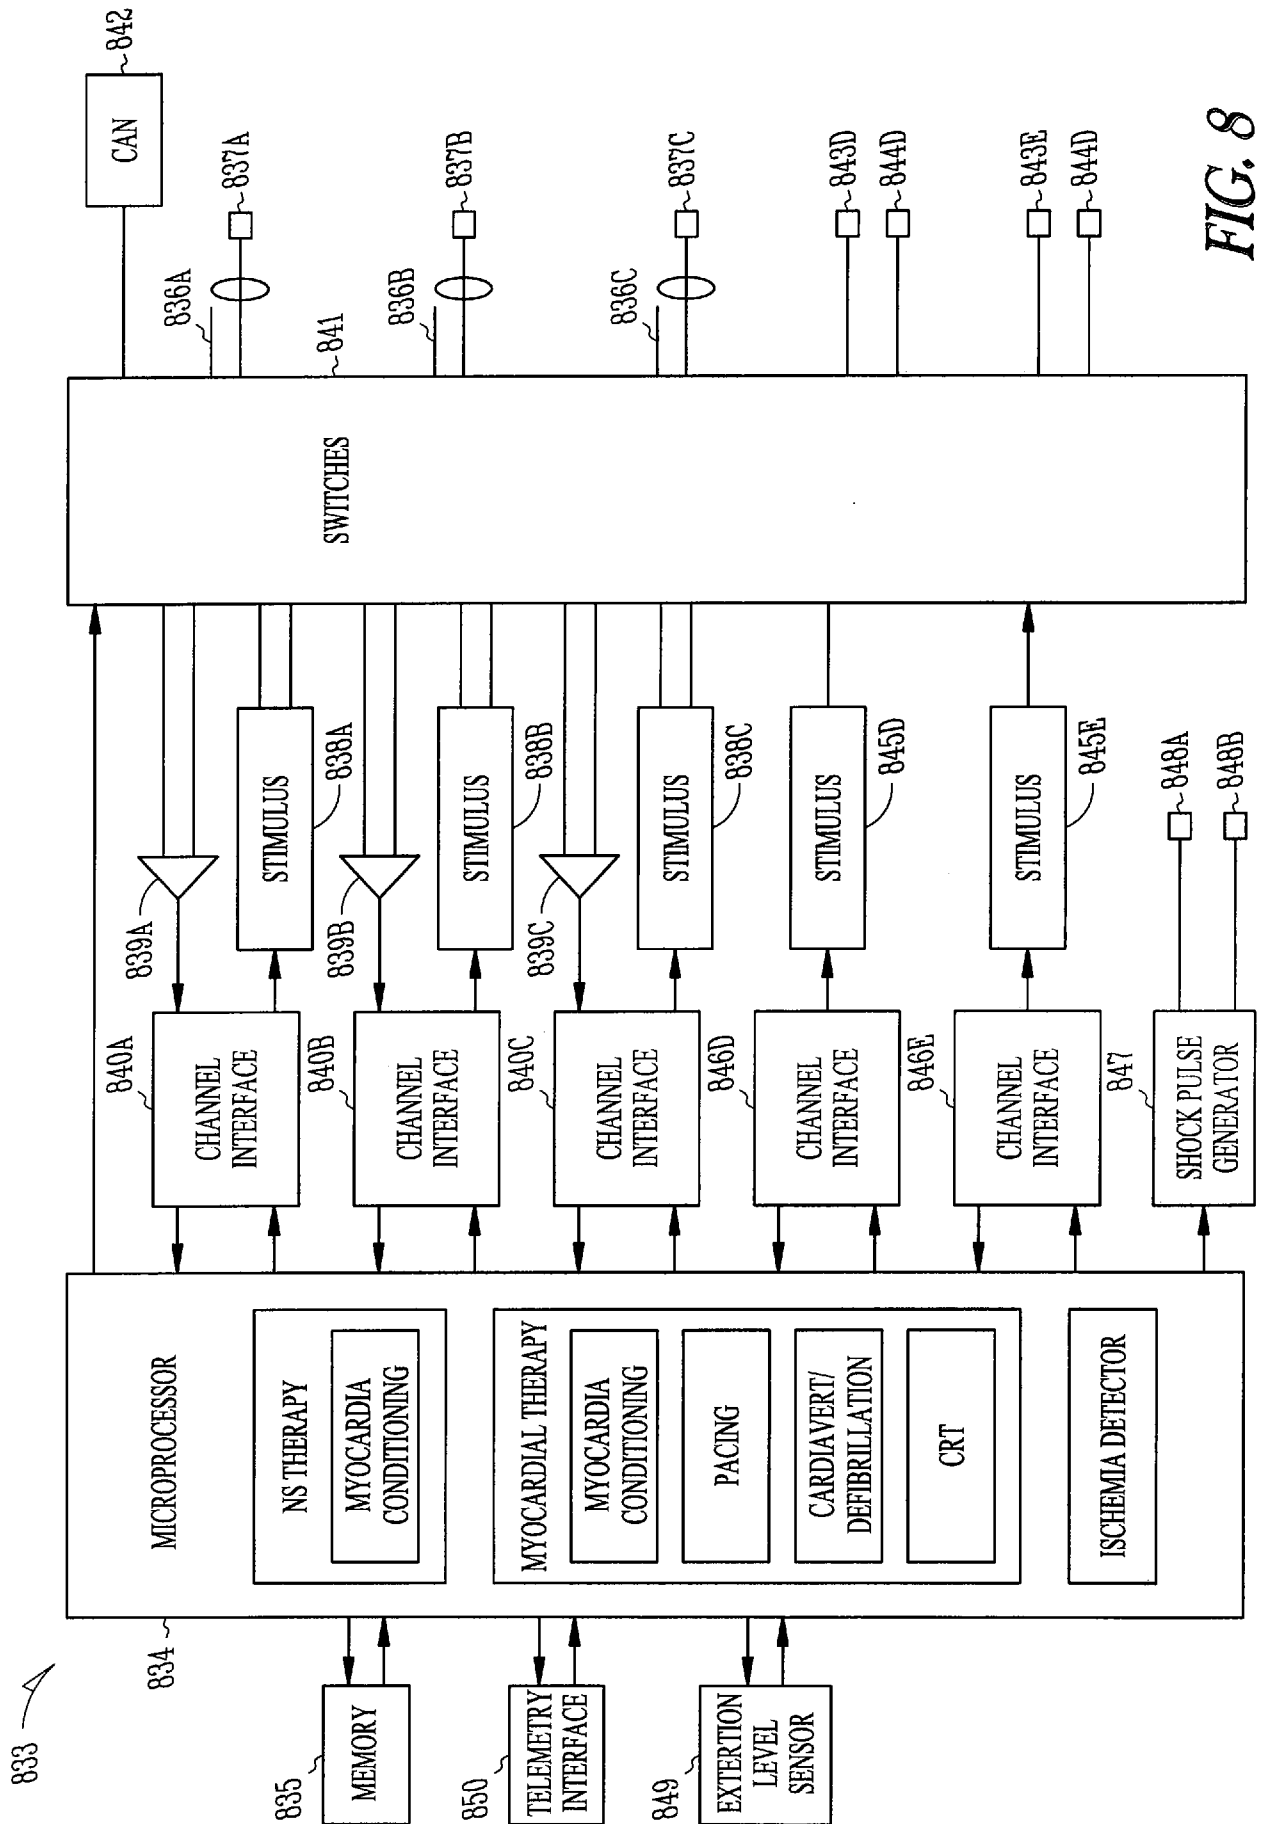 833
834
MICROPROCESSOR
NS THERAPY
MYOCARDIA
CONDITIONING
MYOCARDIAL THERAPY
MYOCARDIA
CONDITIONING
PACING
CARDIAVERT/
DEFIBRILLATION
CRT
ISCHEMIA DETECTOR
835
MEMORY
850
TELEMETRY
INTERFACE
849
EXTERTION
LEVEL
SENSOR
840A
CHANNEL
INTERFACE
839A
STIMULUS
838A
840B
CHANNEL
INTERFACE
839B
STIMULUS
838B
840C
CHANNEL
INTERFACE
839C
STIMULUS
838C
846D
CHANNEL
INTERFACE
STIMULUS
845D
846E
CHANNEL
INTERFACE
STIMULUS
845E
847
SHOCK PULSE
GENERATOR
848A
848B
SWITCHES
841
CAN
842
836A
837A
836B
837B
836C
837C
843D
844D
843E
844D
FIG. 8